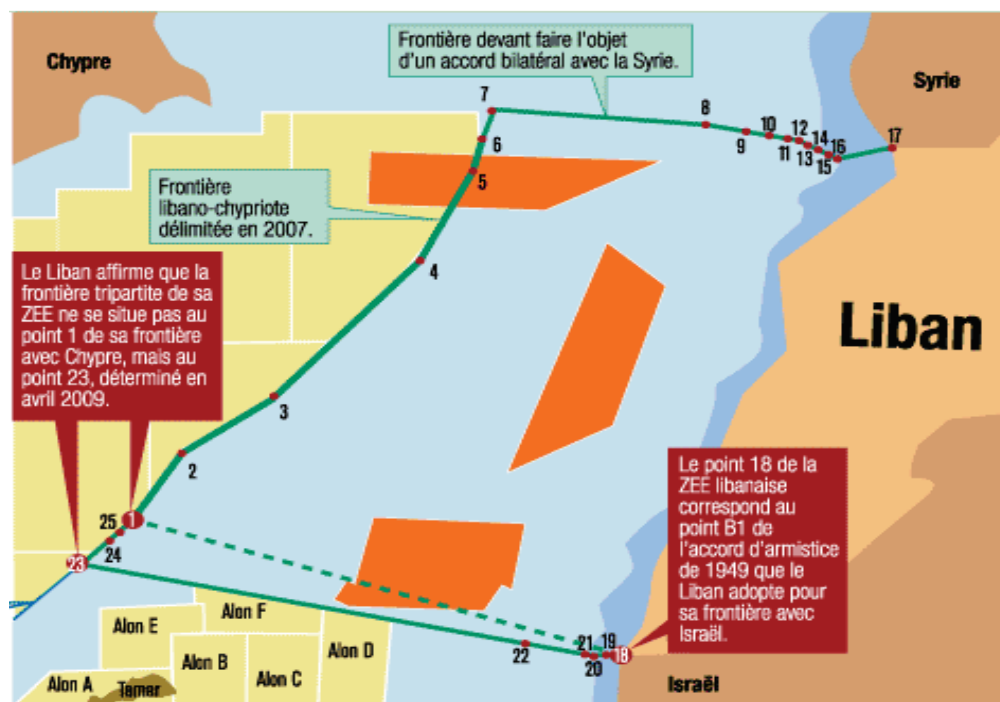 Chypre
Frontière devant faire l'objet
d'un accord bilatéral avec la Syrie.
Syrie
7
8
9
10
11
12
13
14
15
16
17
6
5
Frontière
libano-chypriote
délimitée en 2007.
4
Le Liban affirme que la
frontière tripartite de sa
ZEE ne se situe pas au
point 1 de sa frontière
avec Chypre, mais au
point 23, déterminé en
avril 2009.
Liban
3
2
Le point 18 de la
ZEE libanaise
correspond au
point B1 de
l'accord d'armistice
de 1949 que le
Liban adopte pour
sa frontière avec
Israël.
25
1
24
23
Alon F
Alon E
Alon B
Alon D
Alon C
Alon A
Tamar
22
21
20
19
18
Israël